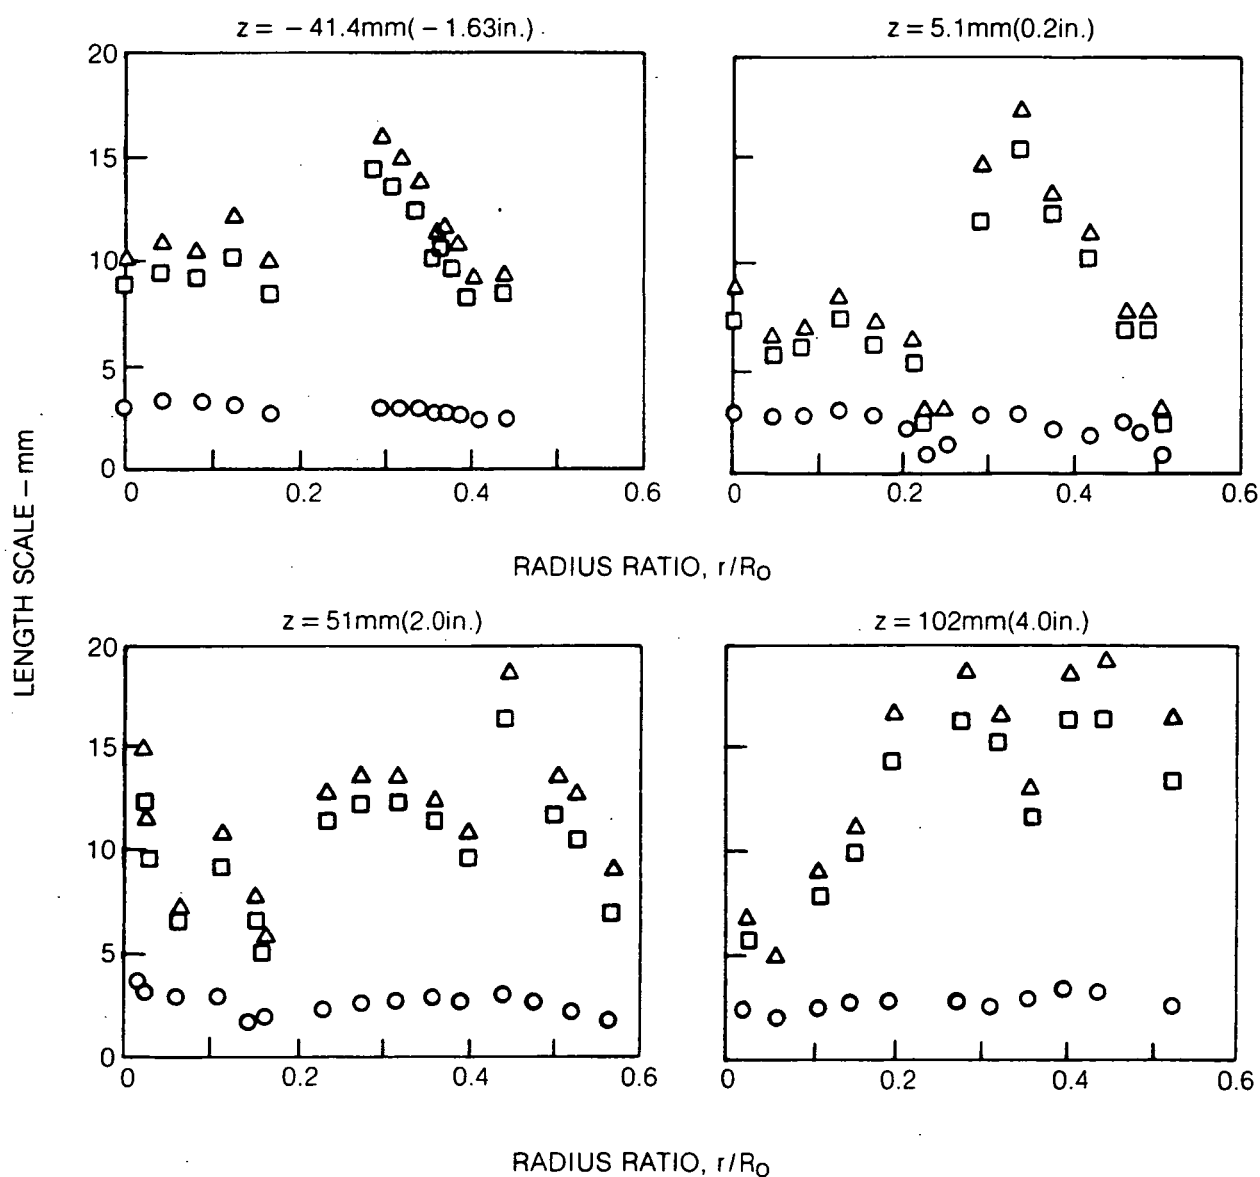 z = − 41.4mm( − 1.63in.)
z = 5.1mm(0.2in.)
20
15
10
5
0
0 0.2 0.4 0.6
0 0.2 0.4 0.6
LENGTH SCALE – mm
RADIUS RATIO, r/Ro
z = 51mm(2.0in.)
z = 102mm(4.0in.)
20
15
10
5
0
0 0.2 0.4 0.6
0 0.2 0.4 0.6
RADIUS RATIO, r/Ro